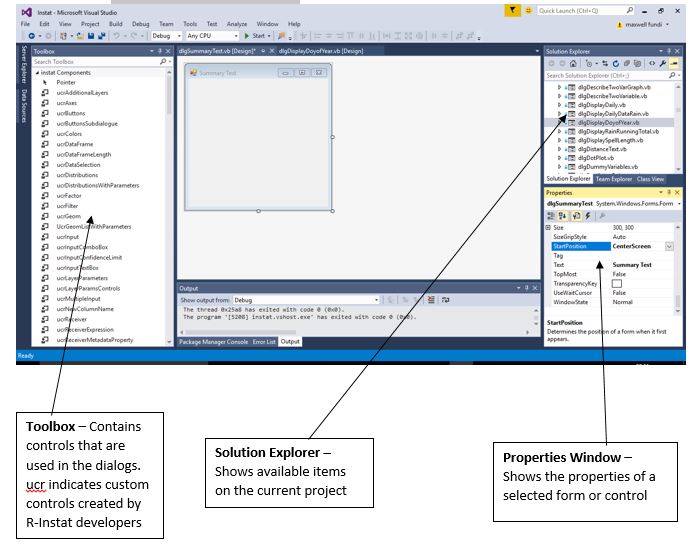 Instat - Microsoft Visual Studio
Quick Launch (Ctrl+Q)
File Edit View Project Build Debug Team Tools Test Analyze Window Help
maxwell fundi
Debug Any CPU Start
Server Explorer
Data Sources
Toolbox
Search Toolbox
instat Components
Pointer
ucrAdditionalLayers
ucrAxes
ucrButtons
ucrButtonsSubdialogue
ucrColors
ucrDataFrame
ucrDataFrameLength
ucrDataSelection
ucrDistributions
ucrDistributionsWithParameters
ucrFactor
ucrFilter
ucrGeom
UcrGeomListWithParameters
ucrInput
ucrInputComboBox
ucrInputConfidenceLimit
ucrInputTextBox
ucrLayerParameters
ucrLayerParamsControls
ucrMultipleInput
ucrNewColumnName
ucrReceiver
ucrReceiverExpression
ucrReceiverMetadataProperty
dlgSummaryTest.vb [Design]* dlgDisplayDoyofYear.vb [Design]
Summary Test
Output
Show output from: Debug
The thread 0x25a8 has exited with code 0 (0x0).
The program '[5208] instat.vshost.exe' has exited with code 0 (0x0).
Package Manager Console Error List Output
Solution Explorer
Search Solution Explorer (Ctrl+;)
dlgDescribeTwoVarGraph.vb
dlgDescribeTwoVariable.vb
dlgDisplayDaily.vb
dlgDisplayDailyDataRain.vb
dlgDisplayDoyofYear.vb
dlgDisplayRainRunningTotal.vb
dlgDisplaySpellLength.vb
dlgDistanceText.vb
dlgDotPlot.vb
dlgDummyVariables.vb
Solution Explorer Team Explorer Class View
Properties
dlgSummaryTest System.Windows.Forms.Form
Size 300, 300
SizeGripStyle Auto
StartPosition CenterScreen
Tag
Text Summary Test
TopMost False
TransparencyKey
UseWaitCursor False
WindowState Normal
StartPosition
Determines the position of a form when it first
appears.
Ready
Toolbox – Contains
controls that are
used in the dialogs.
ucr indicates custom
controls created by
R-Instat developers
Solution Explorer –
Shows available items
on the current project
Properties Window –
Shows the properties of a
selected form or control